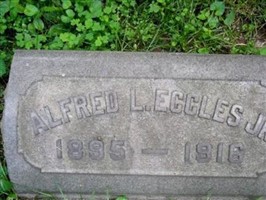 ALFRED L. ECCLES JR.
1895 — 1916